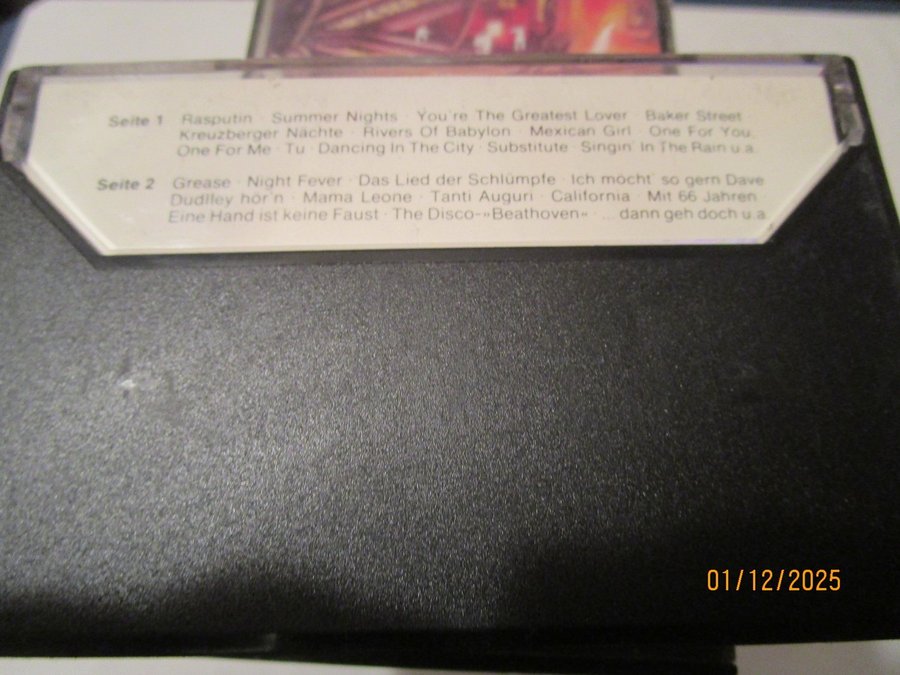 Seite 1 Rasputin · Summer Nights · You're The Greatest Lover · Baker Street
Kreuzberger Nächte · Rivers Of Babylon · Mexican Girl · One For You,
One For Me · Tu · Dancing In The City · Substitute · Singin' In The Rain u.a.
Seite 2 Grease · Night Fever · Das Lied der Schlümpfe · Ich möcht' so gern Dave
Dudlley hör'n · Mama Leone · Tanti Auguri · California · Mit 66 Jahren
Eine Hand ist keine Faust · The Disco-»Beathoven« · ...dann geh doch u.a.
01/12/2025